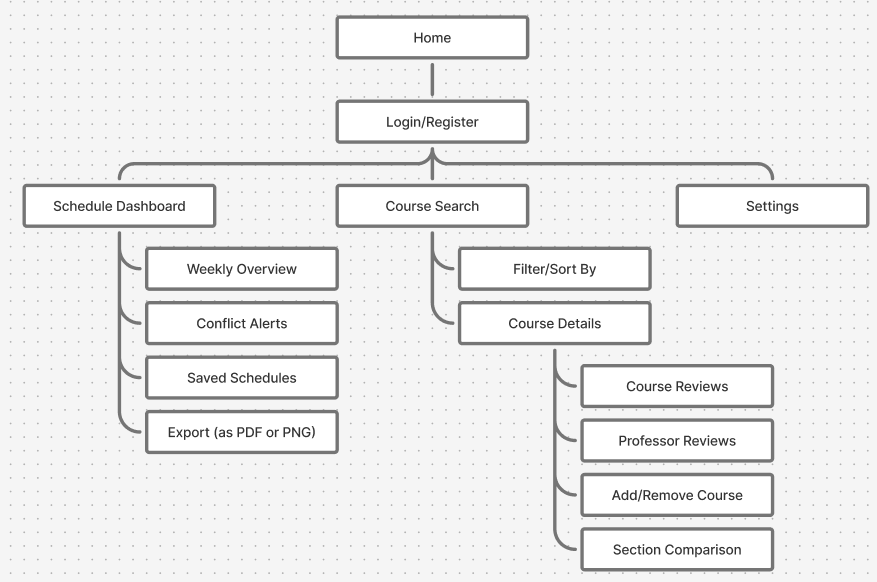 Home
Login/Register
Schedule Dashboard
Course Search
Settings
Weekly Overview
Conflict Alerts
Saved Schedules
Export (as PDF or PNG)
Filter/Sort By
Course Details
Course Reviews
Professor Reviews
Add/Remove Course
Section Comparison